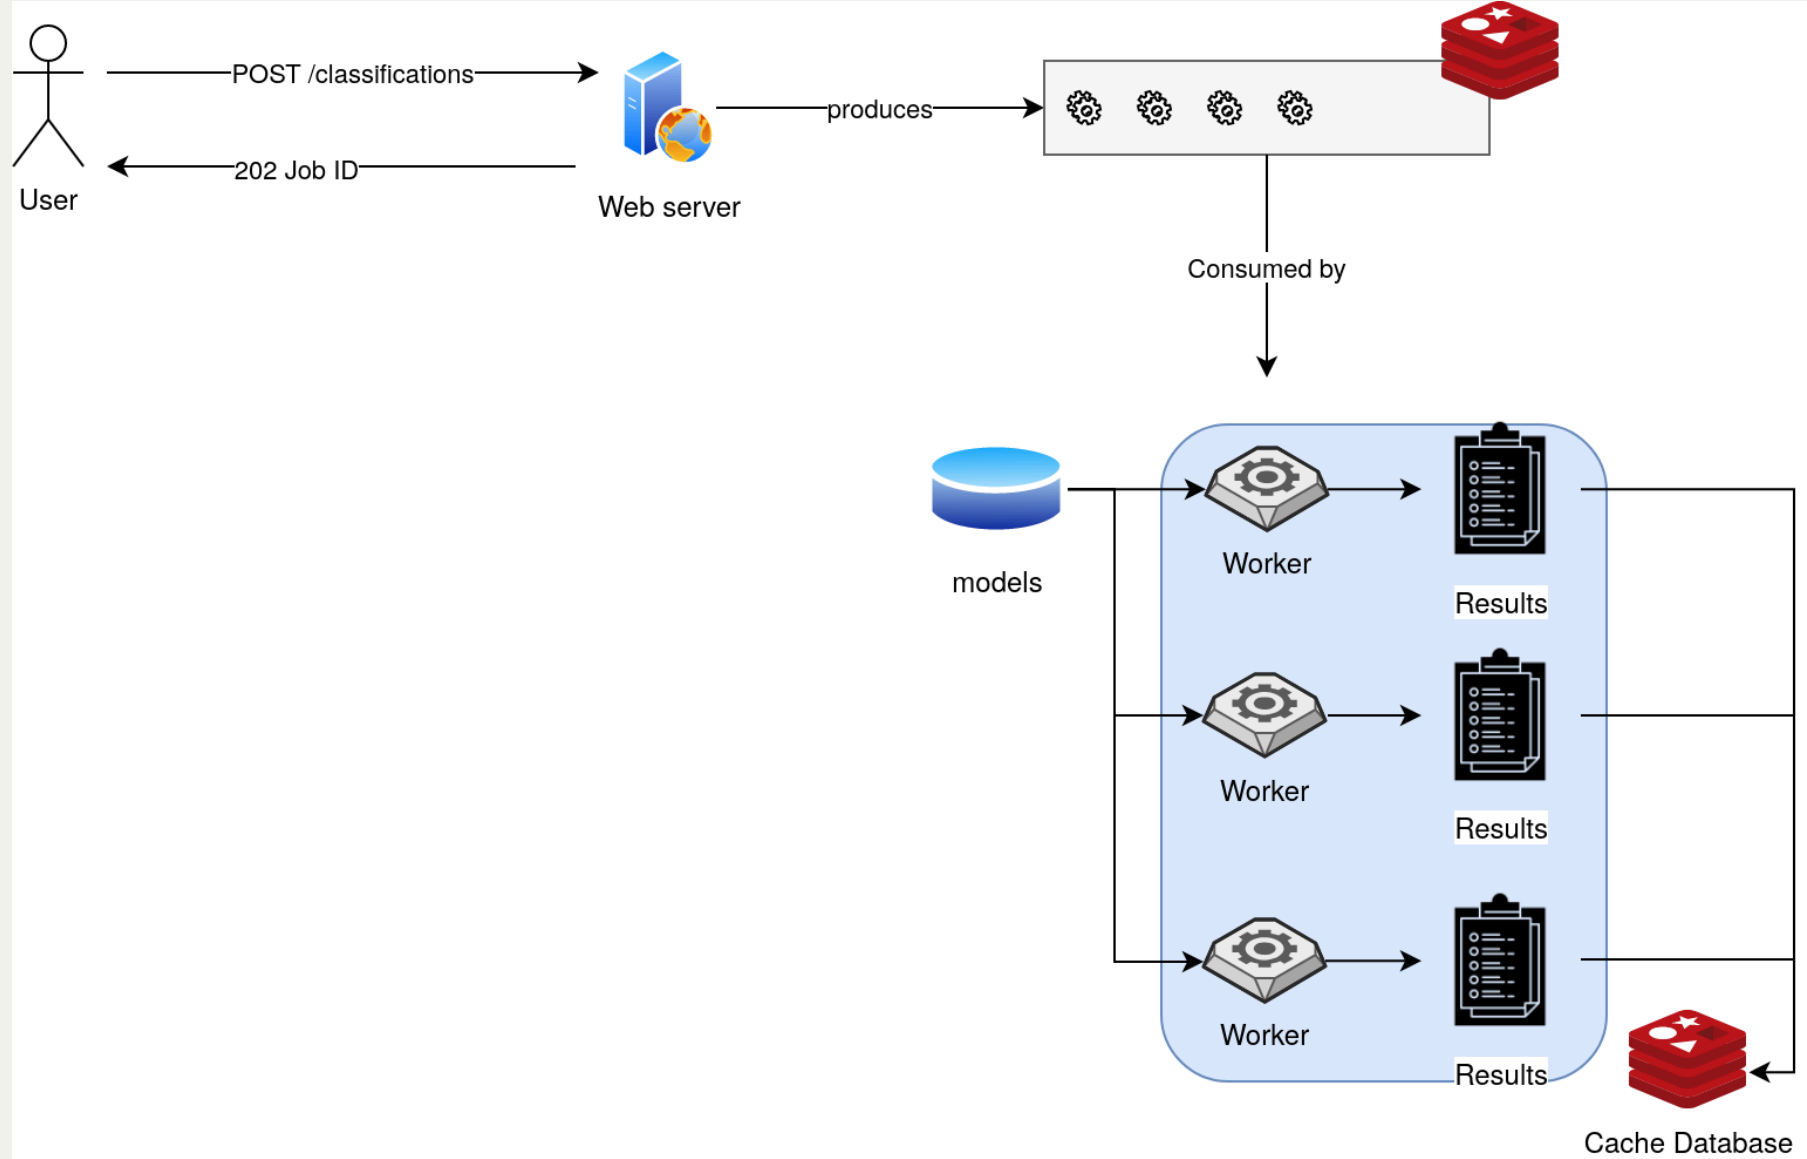 POST /classifications
produces
202 Job ID
User
Web server
Consumed by
models
Worker
Results
Worker
Results
Worker
Results
Cache Database